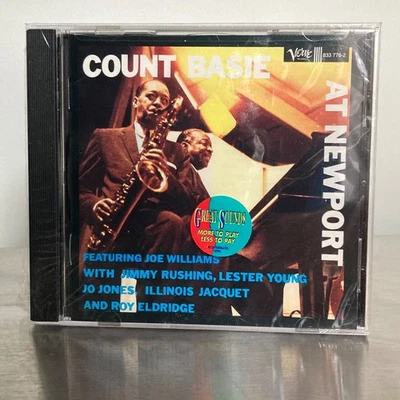 COUNT BASIE
Verve
833 776-2
AT NEWPORT
GREAT SOUNDS
MORE TO PLAY
LESS TO PAY
FEATURING JOE WILLIAMS
WITH JIMMY RUSHING, LESTER YOUNG
JO JONES, ILLINOIS JACQUET
AND ROY ELDRIDGE